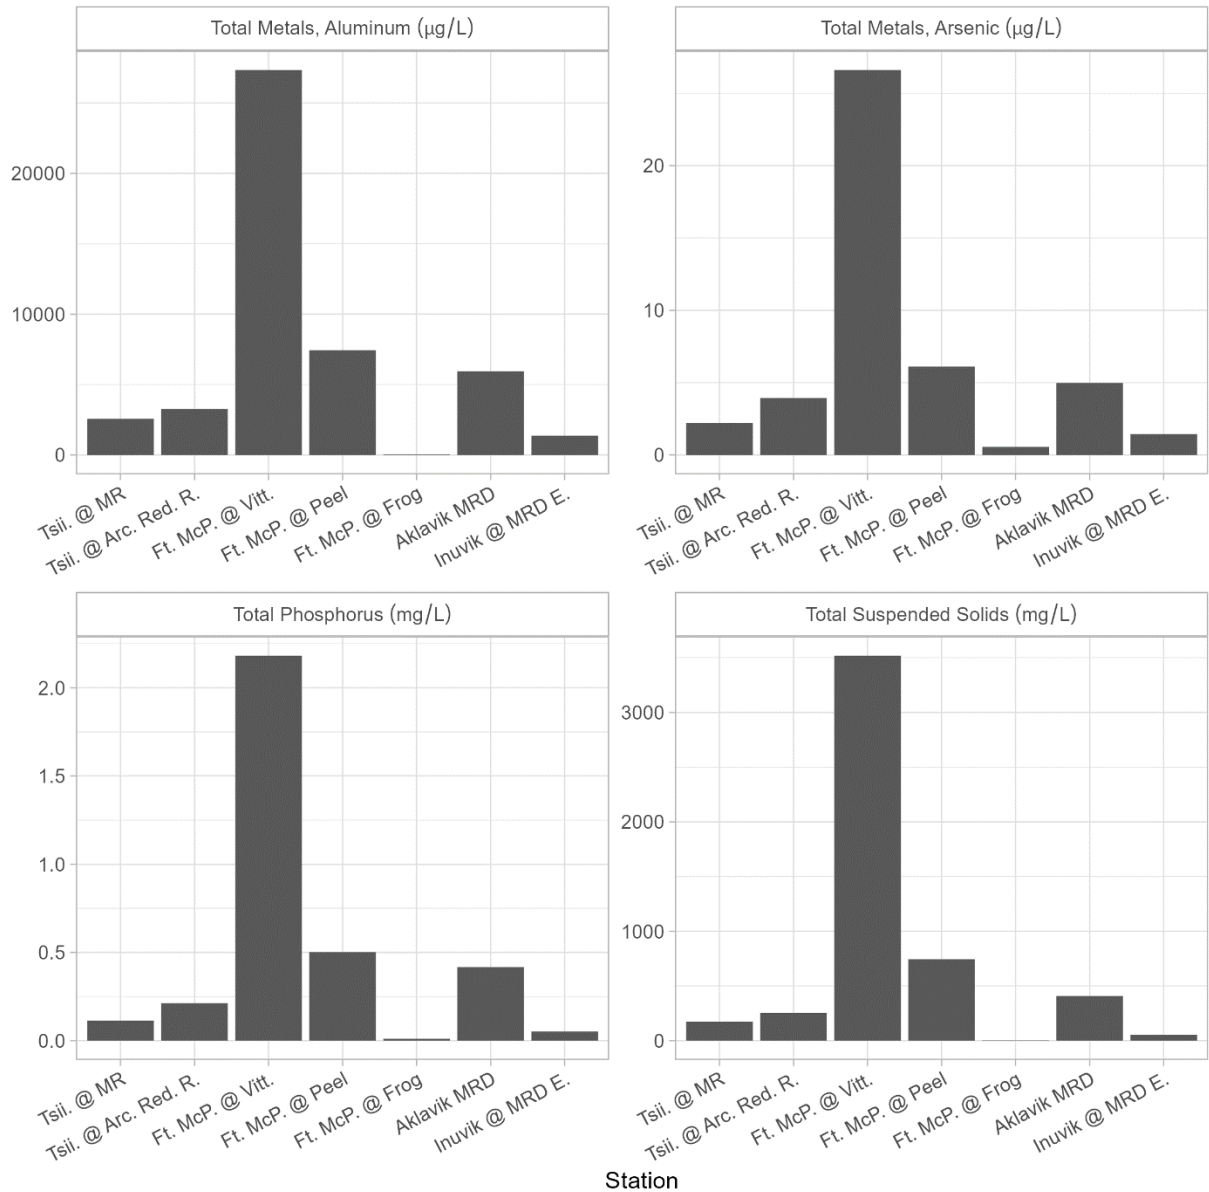 Total Metals, Aluminum (µg/L)
20000
10000
0
Tsii. @ MR
Tsii. @ Arc. Red. R.
Ft. McP. @ Vitt.
Ft. McP. @ Peel
Ft. McP. @ Frog
Aklavik MRD
Inuvik @ MRD E.
Total Metals, Arsenic (µg/L)
20
10
0
Tsii. @ MR
Tsii. @ Arc. Red. R.
Ft. McP. @ Vitt.
Ft. McP. @ Peel
Ft. McP. @ Frog
Aklavik MRD
Inuvik @ MRD E.
Total Phosphorus (mg/L)
2.0
1.5
1.0
0.5
0.0
Tsii. @ MR
Tsii. @ Arc. Red. R.
Ft. McP. @ Vitt.
Ft. McP. @ Peel
Ft. McP. @ Frog
Aklavik MRD
Inuvik @ MRD E.
Total Suspended Solids (mg/L)
3000
2000
1000
0
Tsii. @ MR
Tsii. @ Arc. Red. R.
Ft. McP. @ Vitt.
Ft. McP. @ Peel
Ft. McP. @ Frog
Aklavik MRD
Inuvik @ MRD E.
Station